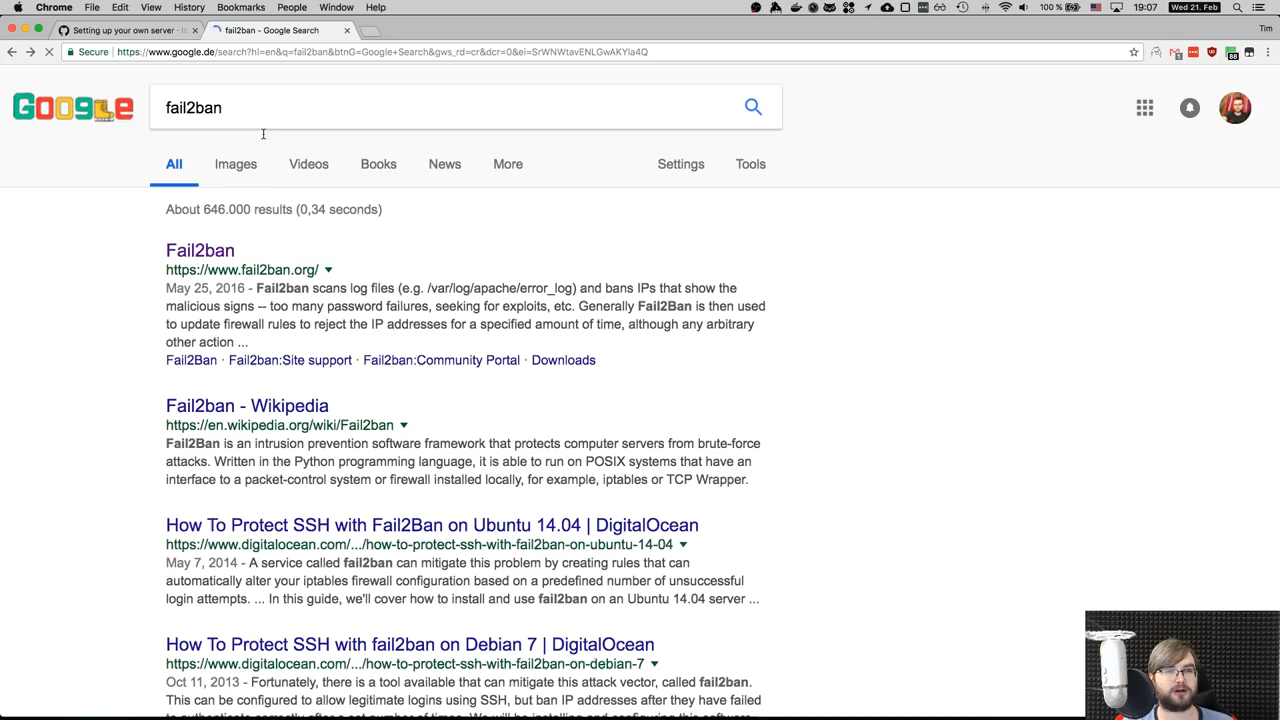 Chrome File Edit View History Bookmarks People Window Help 100 % 19:07 Wed 21. Feb
Setting up your own server - fail2ban - Google Search Tim
Secure https://www.google.de/search?hl=en&q=fail2ban&btnG=Google+Search&gws_rd=cr&dcr=0&ei=SrWNWtavENLGwAKYla4Q
Google fail2ban
All Images Videos Books News More Settings Tools
About 646.000 results (0,34 seconds)
Fail2ban
https://www.fail2ban.org/
May 25, 2016 - Fail2ban scans log files (e.g. /var/log/apache/error_log) and bans IPs that show the
malicious signs -- too many password failures, seeking for exploits, etc. Generally Fail2Ban is then used
to update firewall rules to reject the IP addresses for a specified amount of time, although any arbitrary
other action ...
Fail2Ban · Fail2ban:Site support · Fail2ban:Community Portal · Downloads
Fail2ban - Wikipedia
https://en.wikipedia.org/wiki/Fail2ban
Fail2Ban is an intrusion prevention software framework that protects computer servers from brute-force
attacks. Written in the Python programming language, it is able to run on POSIX systems that have an
interface to a packet-control system or firewall installed locally, for example, iptables or TCP Wrapper.
How To Protect SSH with Fail2Ban on Ubuntu 14.04 | DigitalOcean
https://www.digitalocean.com/.../how-to-protect-ssh-with-fail2ban-on-ubuntu-14-04
May 7, 2014 - A service called fail2ban can mitigate this problem by creating rules that can
automatically alter your iptables firewall configuration based on a predefined number of unsuccessful
login attempts. ... In this guide, we'll cover how to install and use fail2ban on an Ubuntu 14.04 server ...
How To Protect SSH with fail2ban on Debian 7 | DigitalOcean
https://www.digitalocean.com/.../how-to-protect-ssh-with-fail2ban-on-debian-7
Oct 11, 2013 - Fortunately, there is a tool available that can mitigate this attack vector, called fail2ban.
This can be configured to allow legitimate logins using SSH, but ban IP addresses after they have failed